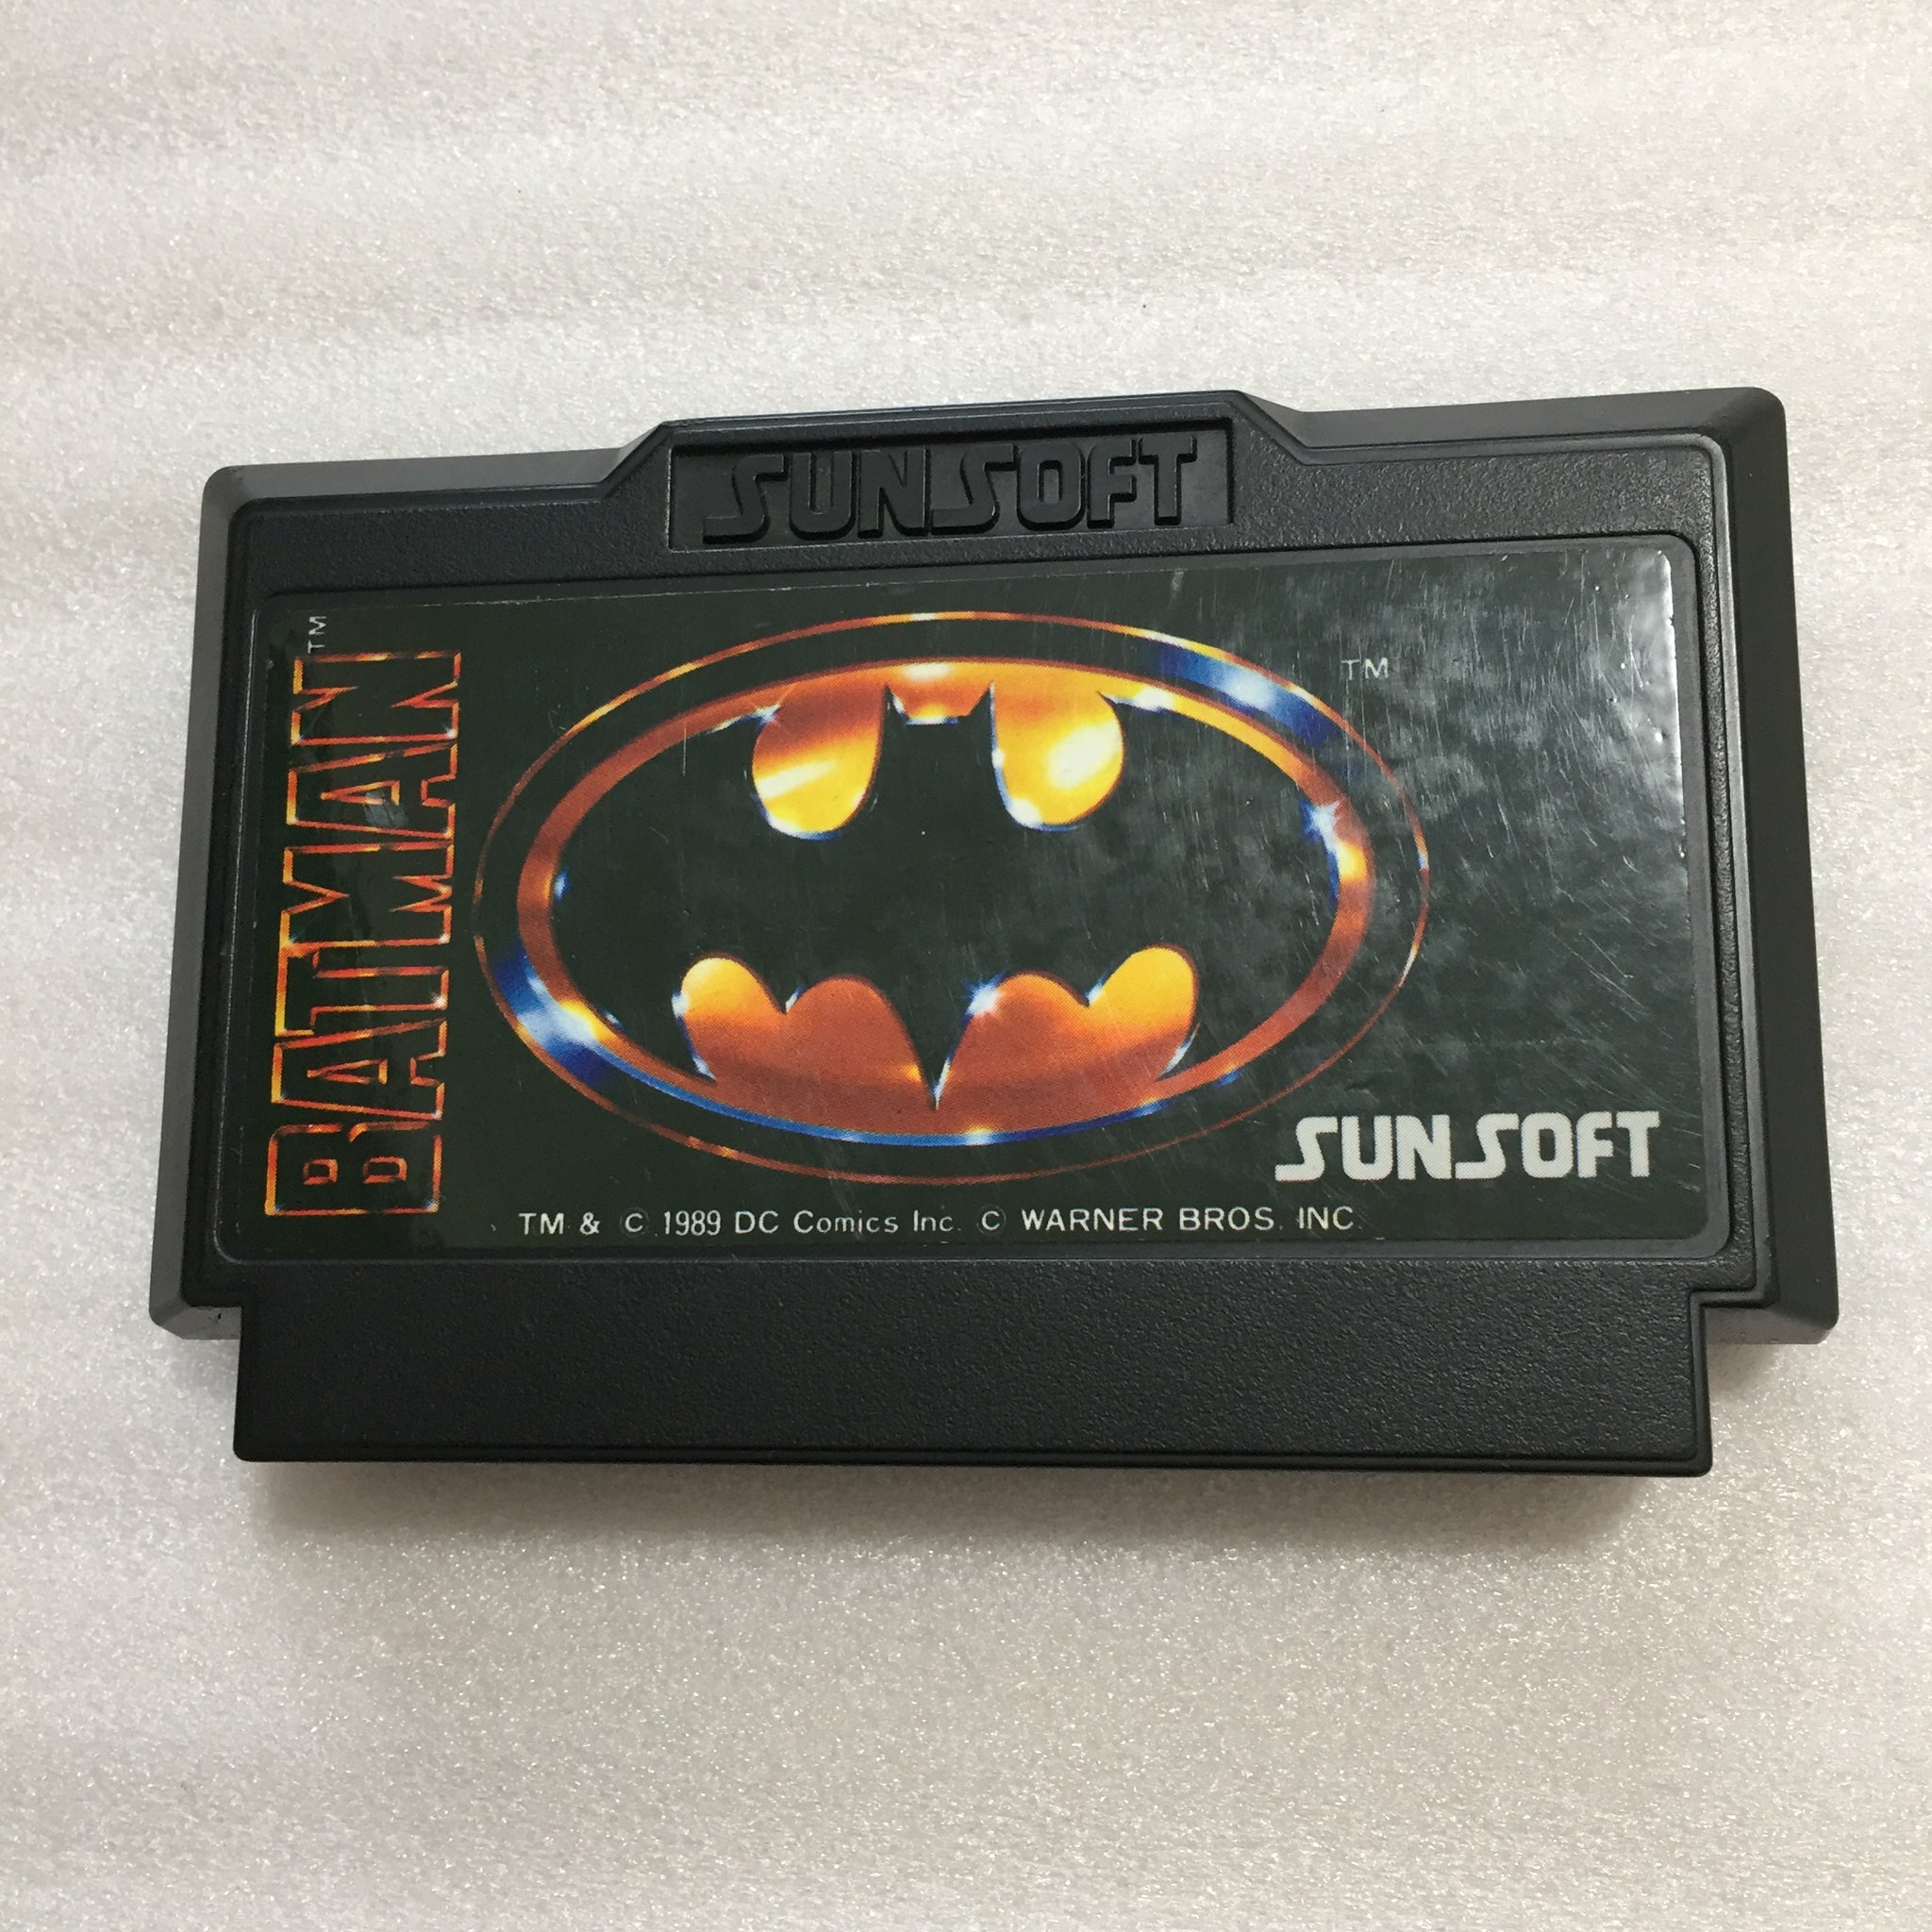 SUNSOFT
BATMAN™
TM
SUNSOFT
TM & © 1989 DC Comics Inc. © WARNER BROS. INC.